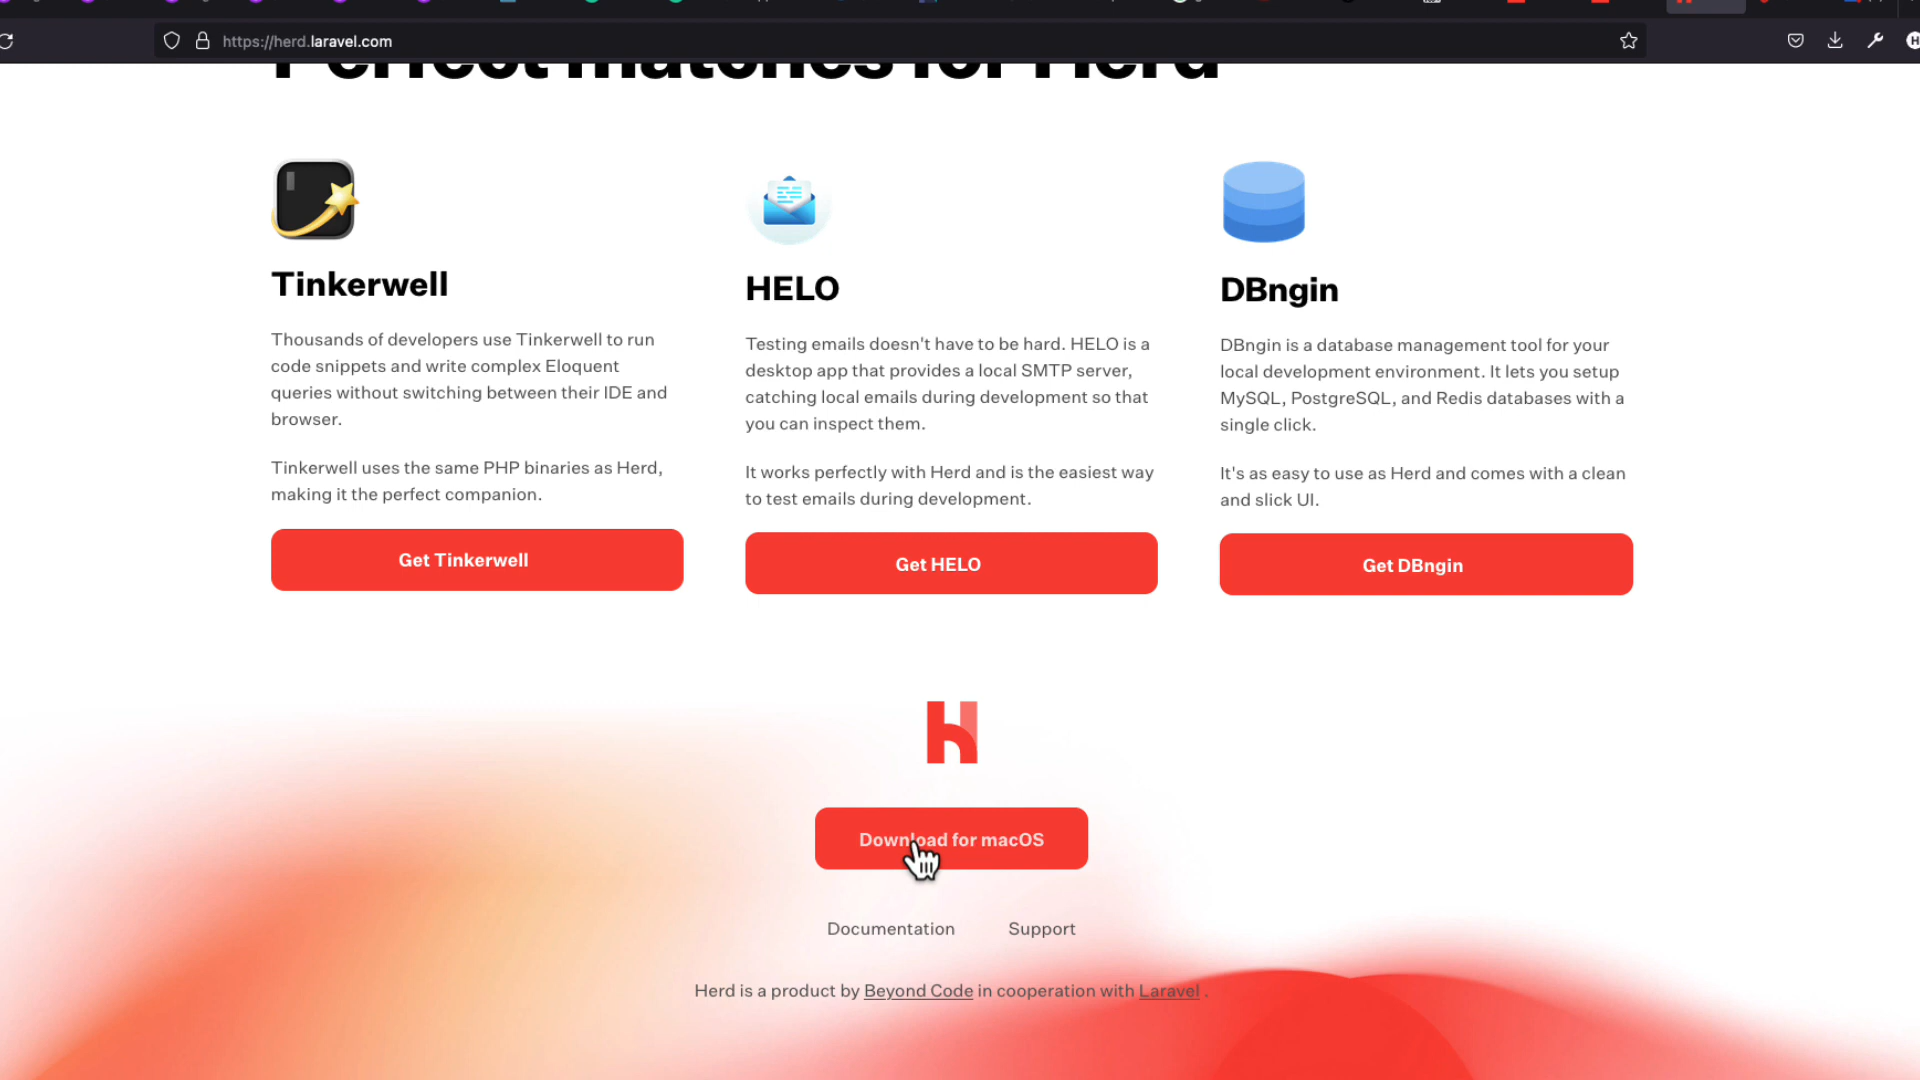 https://herd.laravel.com
Perfect matches for Herd
Tinkerwell
Thousands of developers use Tinkerwell to run
code snippets and write complex Eloquent
queries without switching between their IDE and
browser.
Tinkerwell uses the same PHP binaries as Herd,
making it the perfect companion.
Get Tinkerwell
HELO
Testing emails doesn't have to be hard. HELO is a
desktop app that provides a local SMTP server,
catching local emails during development so that
you can inspect them.
It works perfectly with Herd and is the easiest way
to test emails during development.
Get HELO
DBngin
DBngin is a database management tool for your
local development environment. It lets you setup
MySQL, PostgreSQL, and Redis databases with a
single click.
It's as easy to use as Herd and comes with a clean
and slick UI.
Get DBngin
Download for macOS
Documentation Support
Herd is a product by Beyond Code in cooperation with Laravel .